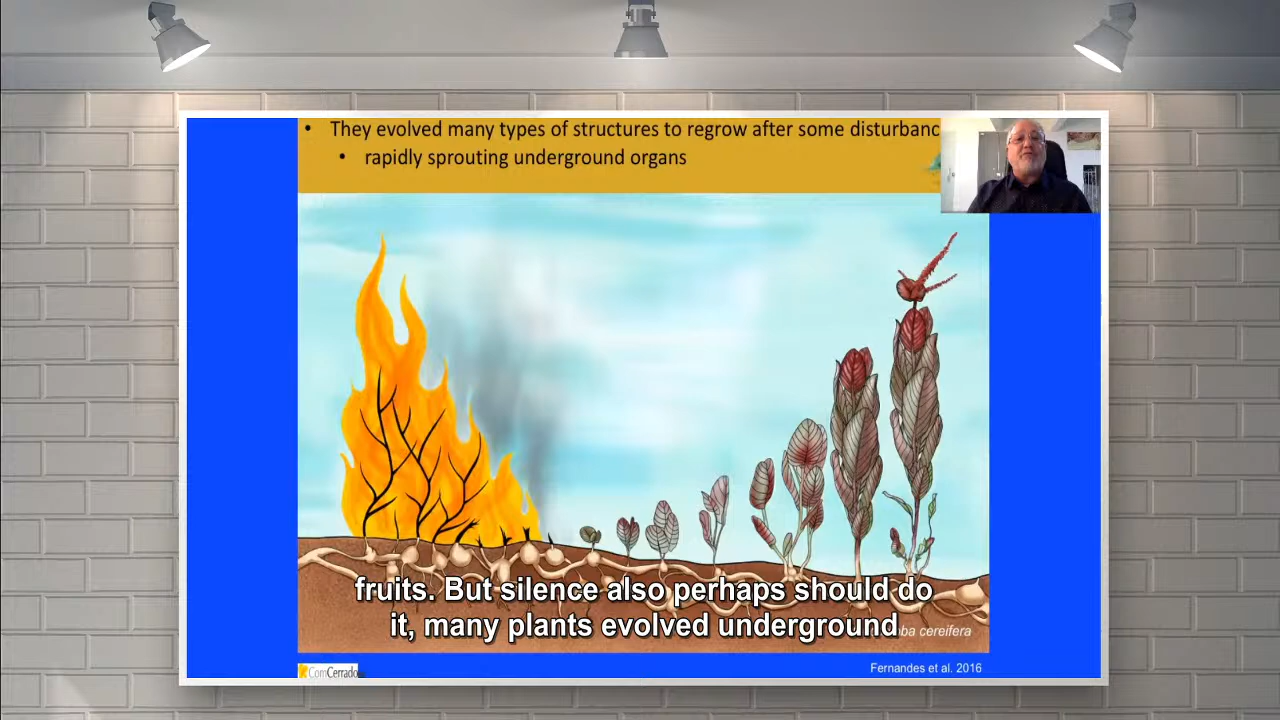 • They evolved many types of structures to regrow after some disturbanc
• rapidly sprouting underground organs
fruits. But silence also perhaps should do
it, many plants evolved underground
cereifera
ComCerrado
Fernandes et al. 2016